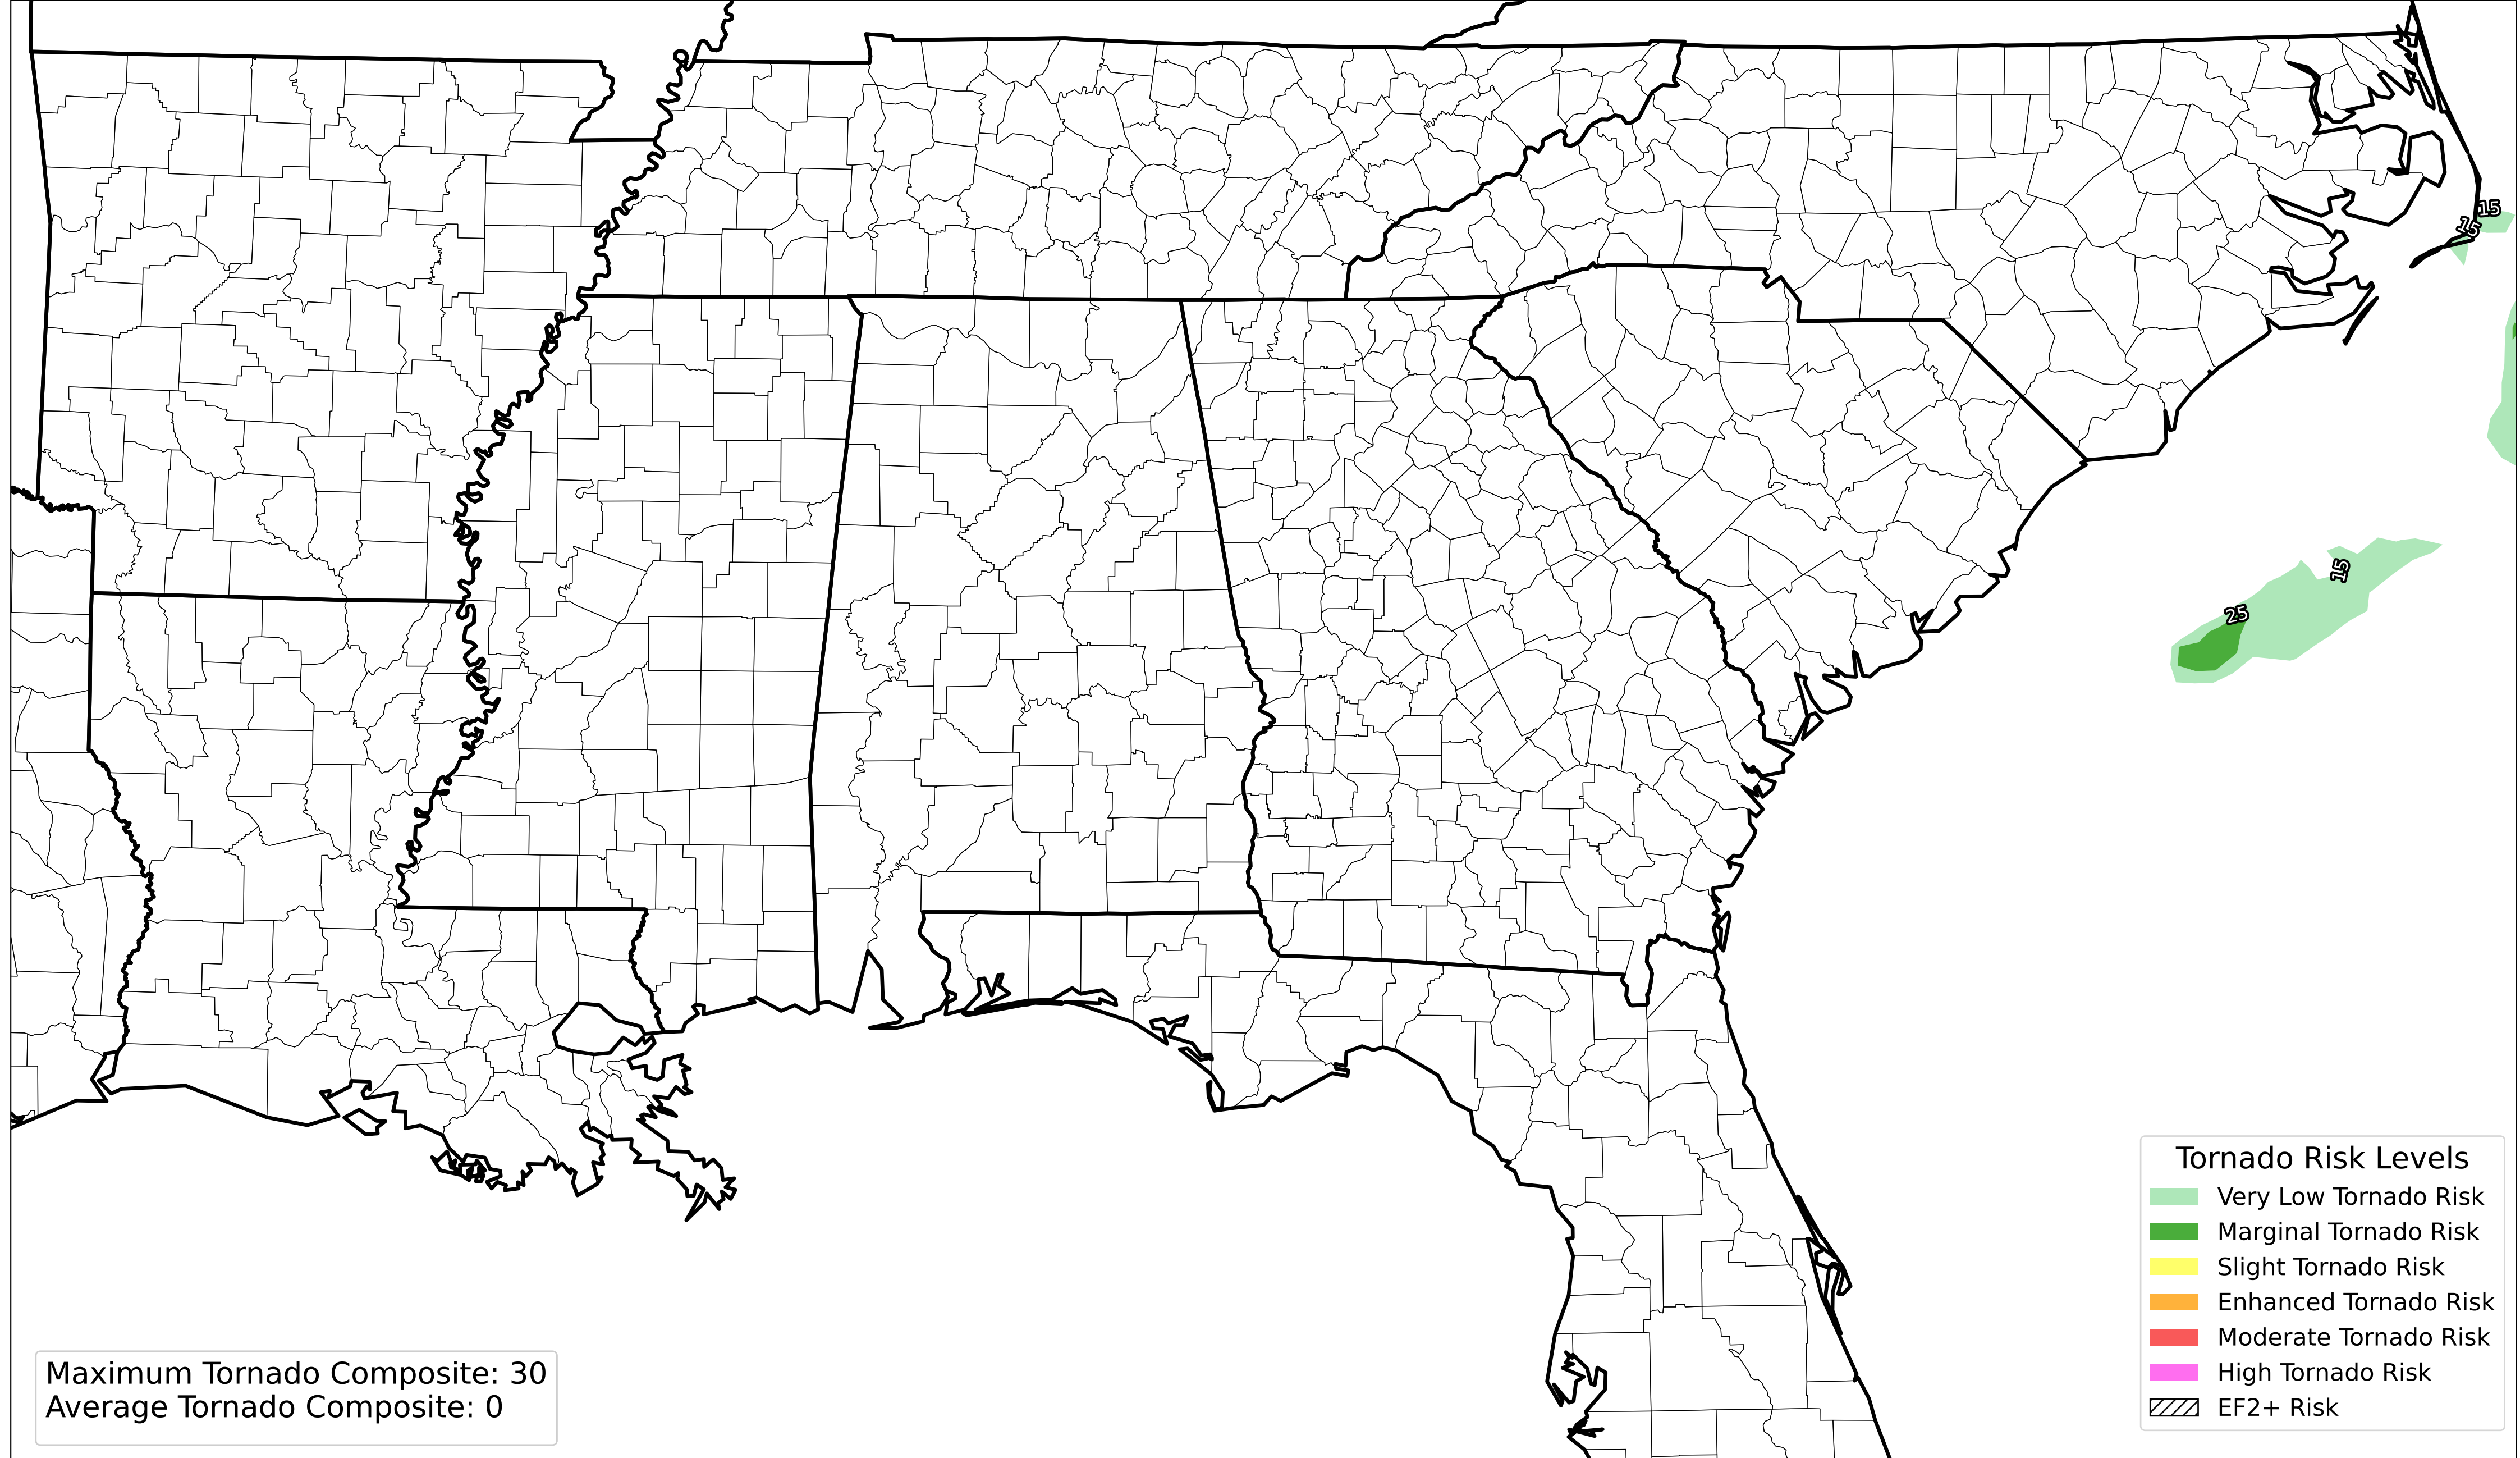 15
15
15
25
Tornado Risk Levels
Very Low Tornado Risk
Marginal Tornado Risk
Slight Tornado Risk
Enhanced Tornado Risk
Moderate Tornado Risk
High Tornado Risk
EF2+ Risk
Maximum Tornado Composite: 30
Average Tornado Composite: 0